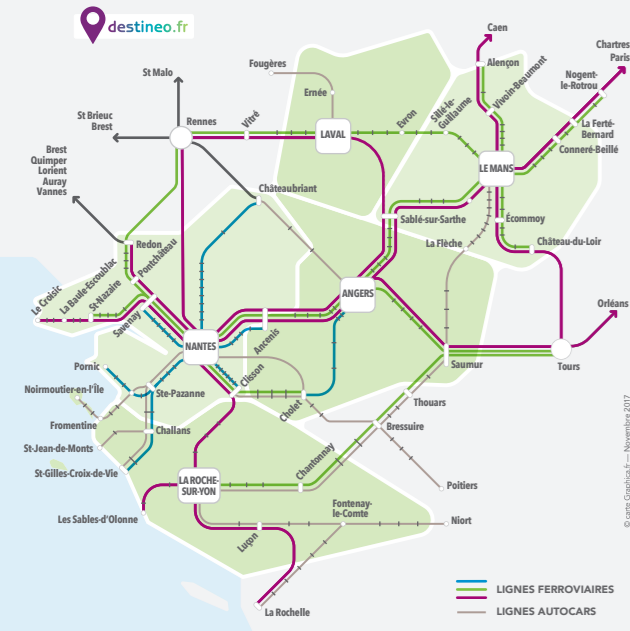 destineo.fr
Caen
Chartres
Paris
Alençon
Nogent-
le-Rotrou
Vivoin-Beaumont
Fougères
St Malo
Ernée
Sillé-le-
Guillaume
La Ferté-
Bernard
St Brieuc
Brest
Rennes
Vitré
LAVAL
Evron
Conneré-Beillé
Brest
Quimper
Lorient
Auray
Vannes
LE MANS
Châteaubriant
Sablé-sur-Sarthe
Écommoy
Redon
Pontchâteau
La Flèche
Château-du-Loir
Le Croisic
La Baule-Escoublac
St-Nazaire
Savenay
ANGERS
Orléans
NANTES
Ancenis
Saumur
Tours
Pornic
Clisson
Noirmoutier-en-l'Île
Ste-Pazanne
Cholet
Thouars
Fromentine
Challans
Bressuire
St-Jean-de-Monts
St-Gilles-Croix-de-Vie
Chantonnay
LA ROCHE-
SUR-YON
Poitiers
Les Sables-d'Olonne
Fontenay-
le-Comte
Niort
Luçon
La Rochelle
LIGNES FERROVIAIRES
LIGNES AUTOCARS
© carte Graphica.fr — Novembre 2017